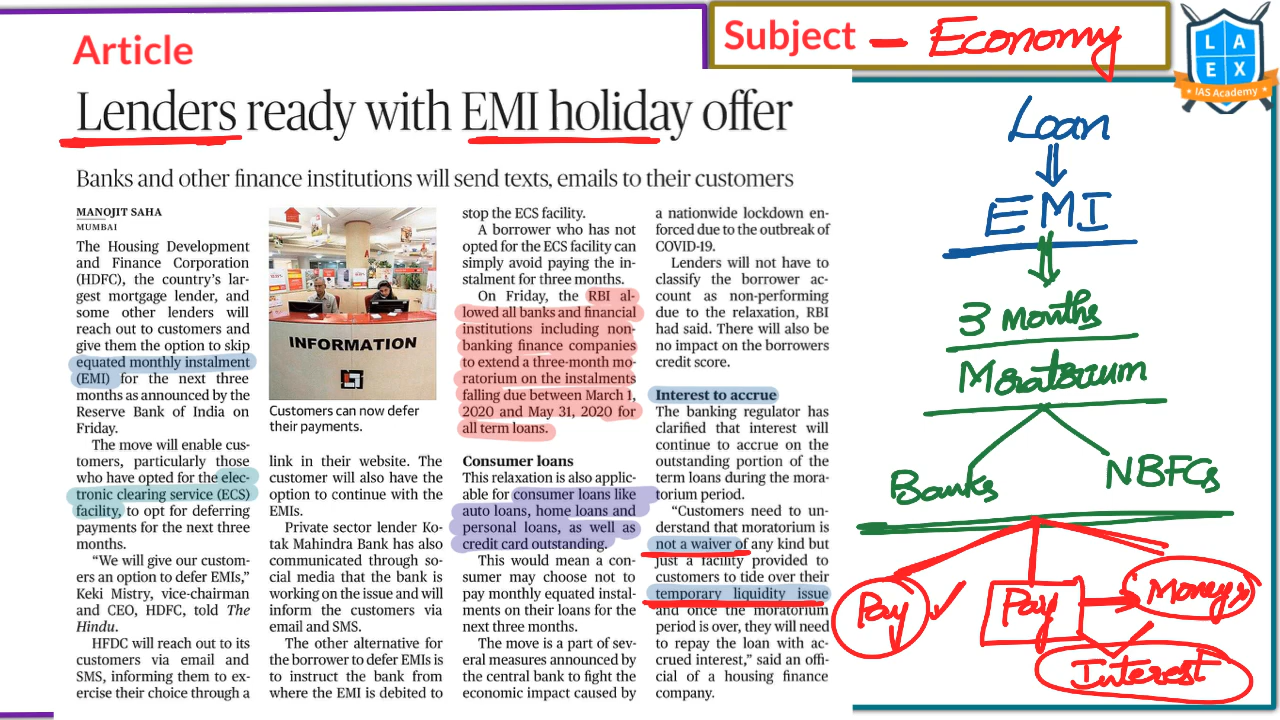 Article
Subject - Economy
L A
E X
IAS Academy
Lenders ready with EMI holiday offer
Banks and other finance institutions will send texts, emails to their customers
MANOJIT SAHA
MUMBAI
The Housing Development
and Finance Corporation
(HDFC), the country's lar-
gest mortgage lender, and
some other lenders will
reach out to customers and
give them the option to skip
equated monthly instalment
(EMI) for the next three
months as announced by the
Reserve Bank of India on
Friday.
The move will enable cus-
tomers, particularly those
who have opted for the elec-
tronic clearing service (ECS)
facility, to opt for deferring
payments for the next three
months.
"We will give our custom-
ers an option to defer EMIs,"
Keki Mistry, vice-chairman
and CEO, HDFC, told The
Hindu.
HFDC will reach out to its
customers via email and
SMS, informing them to ex-
ercise their choice through a
INFORMATION
Customers can now defer
their payments.
link in their website. The
customer will also have the
option to continue with the
EMIs.
Private sector lender Ko-
tak Mahindra Bank has also
communicated through so-
cial media that the bank is
working on the issue and will
inform the customers via
email and SMS.
The other alternative for
the borrower to defer EMIs is
to instruct the bank from
where the EMI is debited to
stop the ECS facility.
A borrower who has not
opted for the ECS facility can
simply avoid paying the in-
stalment for three months.
On Friday, the RBI al-
lowed all banks and financial
institutions including non-
banking finance companies
to extend a three-month mo-
ratorium on the instalments
falling due between March 1,
2020 and May 31, 2020 for
all term loans.
Consumer loans
This relaxation is also applic-
able for consumer loans like
auto loans, home loans and
personal loans, as well as
credit card outstanding.
This would mean a con-
sumer may choose not to
pay monthly equated instal-
ments on their loans for the
next three months.
The move is a part of sev-
eral measures announced by
the central bank to fight the
economic impact caused by
a nationwide lockdown en-
forced due to the outbreak of
COVID-19.
Lenders will not have to
classify the borrower ac-
count as non-performing
due to the relaxation, RBI
had said. There will also be
no impact on the borrowers
credit score.
Interest to accrue
The banking regulator has
clarified that interest will
continue to accrue on the
outstanding portion of the
term loans during the mora-
torium period.
"Customers need to un-
derstand that moratorium is
not a waiver of any kind but
just a facility provided to
customers to tide over their
temporary liquidity issue
and once the moratorium
period is over, they will need
to repay the loan with ac-
crued interest," said an offi-
cial of a housing finance
company.
Loan
EMI
3 months
Moratorium
Banks NBFCs
Pay Pay Money
Interest